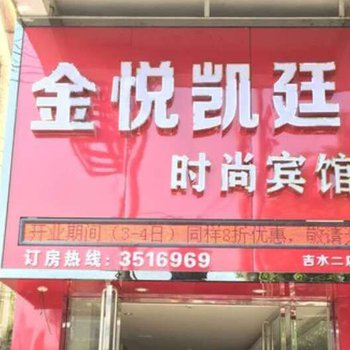 金悦凯廷
时尚宾馆
开业期间（3-4日）同样8折优惠，敬请
订房热线：3516969 吉水二